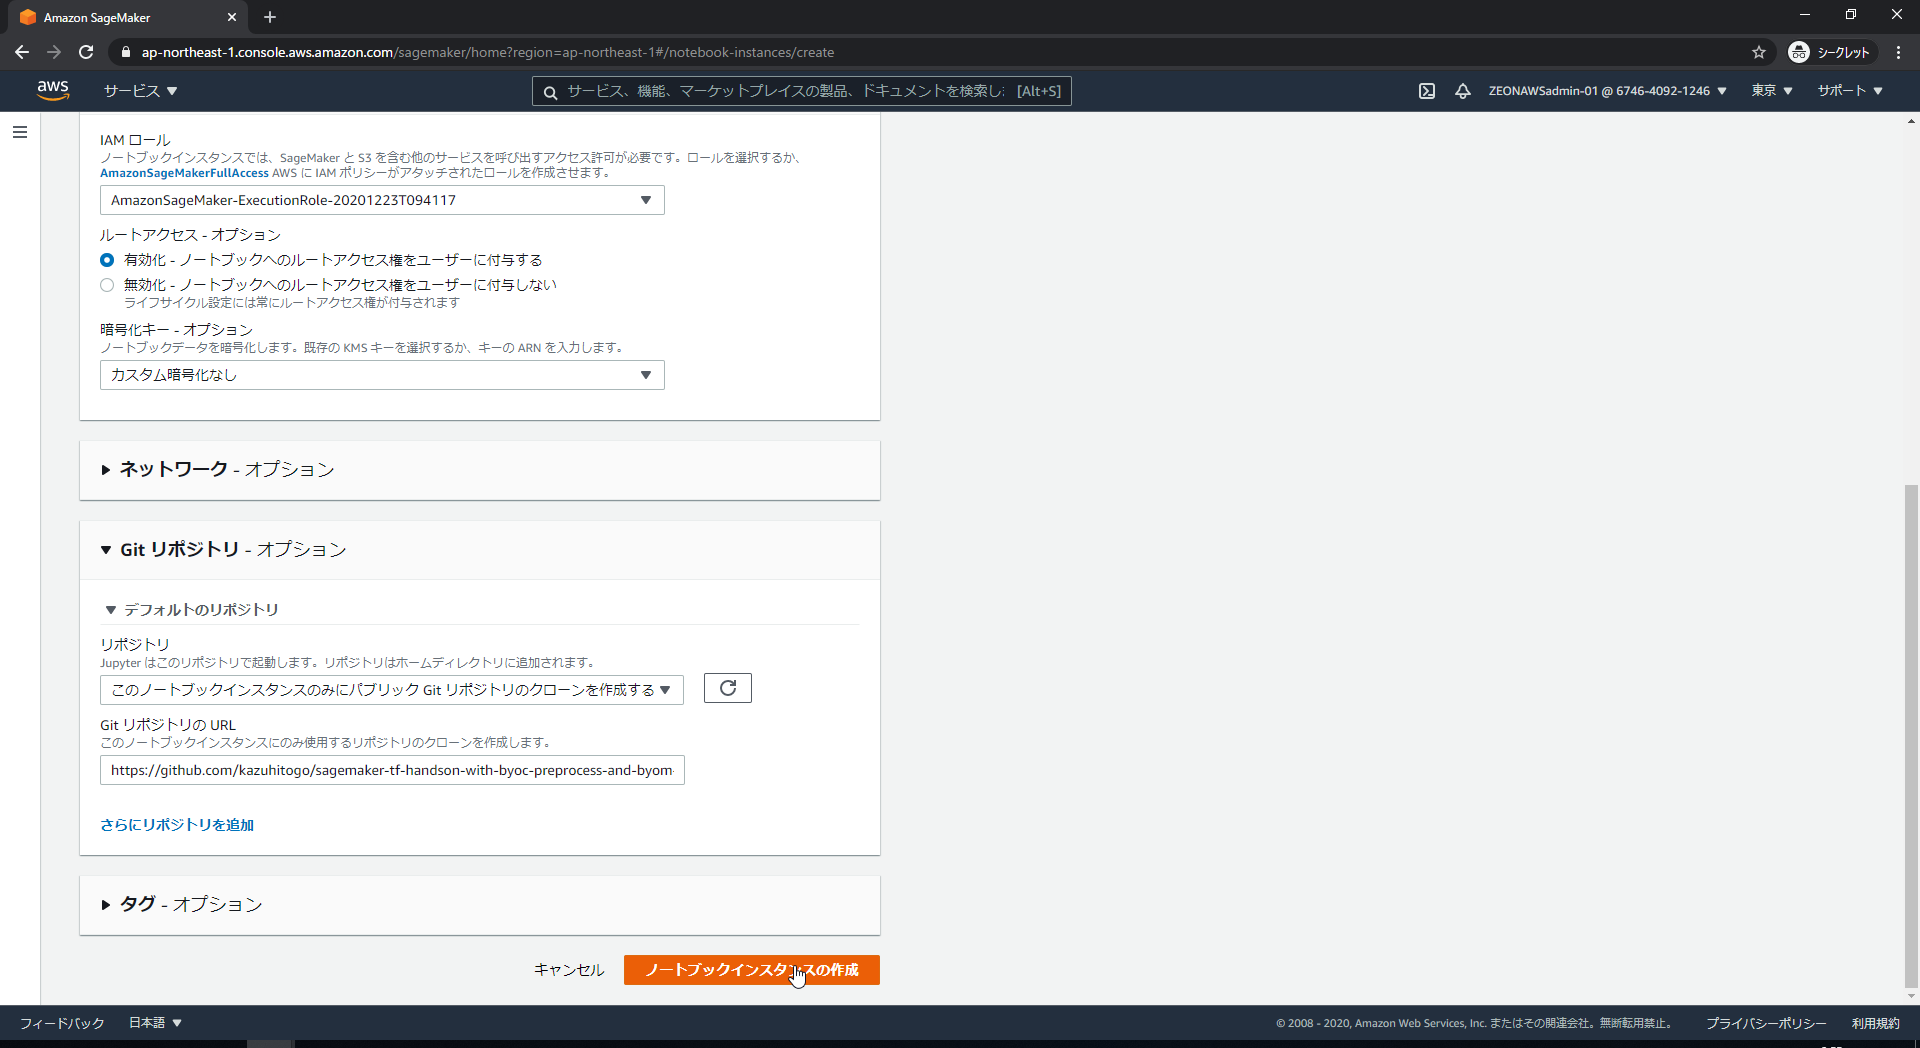 Amazon SageMaker
ap-northeast-1.console.aws.amazon.com/sagemaker/home?region=ap-northeast-1#/notebook-instances/create
シークレット
aws
サービス
サービス、機能、マーケットプレイスの製品、ドキュメントを検索し [Alt+S]
ZEONAWSadmin-01 @ 6746-4092-1246
東京
サポート
IAM ロール
ノートブックインスタンスでは、SageMaker と S3 を含む他のサービスを呼び出すアクセス許可が必要です。ロールを選択するか、
AmazonSageMakerFullAccess AWS に IAM ポリシーがアタッチされたロールを作成させます。
AmazonSageMaker-ExecutionRole-20201223T094117
ルートアクセス - オプション
有効化 - ノートブックへのルートアクセス権をユーザーに付与する
無効化 - ノートブックへのルートアクセス権をユーザーに付与しない
ライフサイクル設定には常にルートアクセス権が付与されます
暗号化キー - オプション
ノートブックデータを暗号化します。既存の KMS キーを選択するか、キーの ARN を入力します。
カスタム暗号化なし
ネットワーク - オプション
Git リポジトリ - オプション
デフォルトのリポジトリ
リポジトリ
Jupyter はこのリポジトリで起動します。リポジトリはホームディレクトリに追加されます。
このノートブックインスタンスのみにパブリック Git リポジトリのクローンを作成する
Git リポジトリの URL
このノートブックインスタンスにのみ使用するリポジトリのクローンを作成します。
https://github.com/kazuhitogo/sagemaker-tf-handson-with-byoc-preprocess-and-byom-
さらにリポジトリを追加
タグ - オプション
キャンセル
ノートブックインスタンスの作成
フィードバック
日本語
© 2008 - 2020, Amazon Web Services, Inc. またはその関連会社。無断転用禁止。
プライバシーポリシー
利用規約